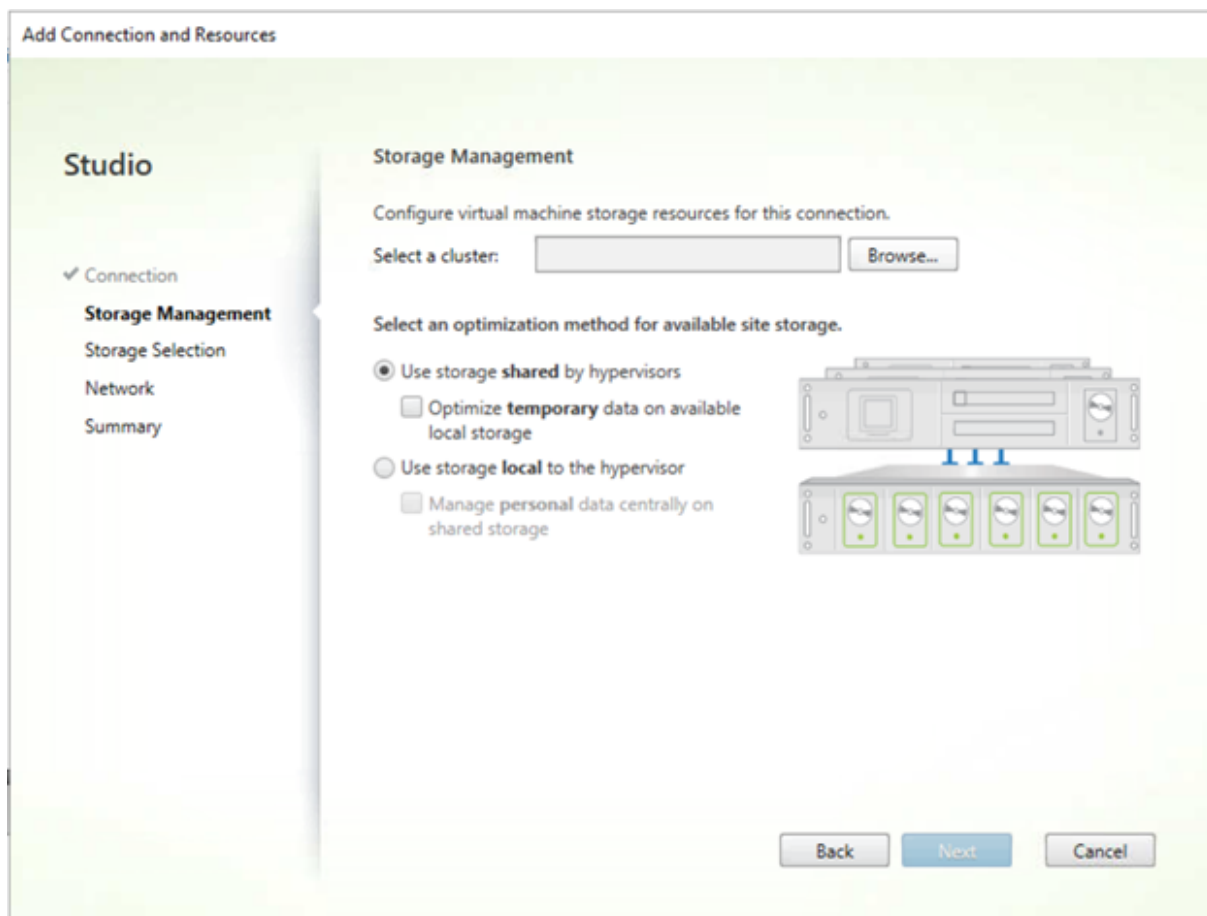 Add Connection and Resources
Studio
Connection
Storage Management
Storage Selection
Network
Summary
Storage Management
Configure virtual machine storage resources for this connection.
Select a cluster:
Browse...
Select an optimization method for available site storage.
Use storage shared by hypervisors
Optimize temporary data on available
local storage
Use storage local to the hypervisor
Manage personal data centrally on
shared storage
Back
Next
Cancel